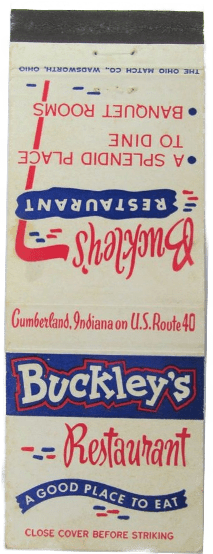 THE OHIO MATCH CO., WADSWORTH, OHIO
Buckley's
RESTAURANT
• A SPLENDID PLACE
TO DINE
• BANQUET ROOMS
Cumberland, Indiana on U.S. Route 40
BUCKLEY'S
Restaurant
A GOOD PLACE TO EAT
CLOSE COVER BEFORE STRIKING